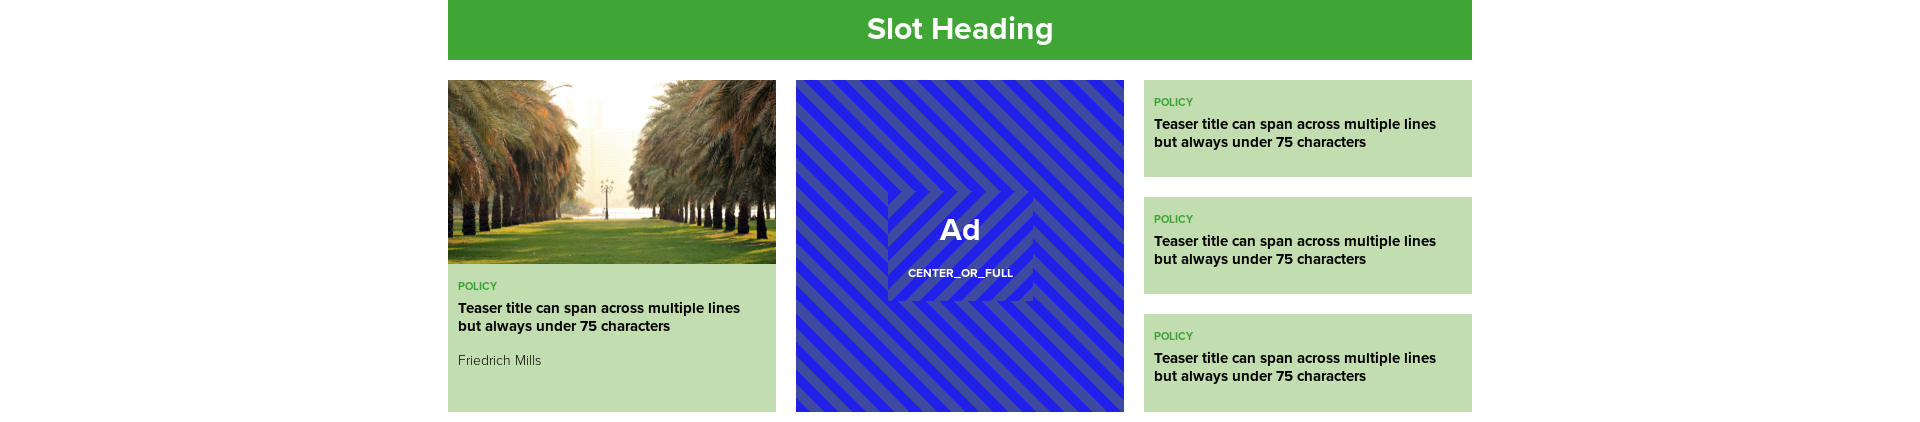 Slot Heading
POLICY
Teaser title can span across multiple lines
but always under 75 characters
Friedrich Mills
Ad
CENTER_OR_FULL
POLICY
Teaser title can span across multiple lines
but always under 75 characters
POLICY
Teaser title can span across multiple lines
but always under 75 characters
POLICY
Teaser title can span across multiple lines
but always under 75 characters